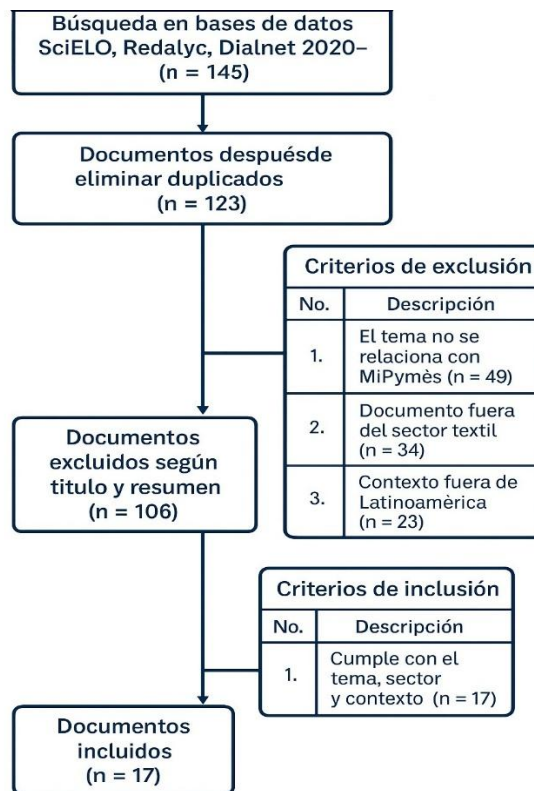 Búsqueda en bases de datos
SciELO, Redalyc, Dialnet 2020–
(n = 145)
Documentos despuésde
eliminar duplicados
(n = 123)
Criterios de exclusión
No. Descripción
1. El tema no se
relaciona con
MiPymès (n = 49)
2. Documento fuera
del sector textil
(n = 34)
3. Contexto fuera de
Latinoamèrica
(n = 23)
Documentos
excluidos según
titulo y resumen
(n = 106)
Criterios de inclusión
No. Descripción
1. Cumple con el
tema, sector
y contexto (n = 17)
Documentos
incluidos
(n = 17)